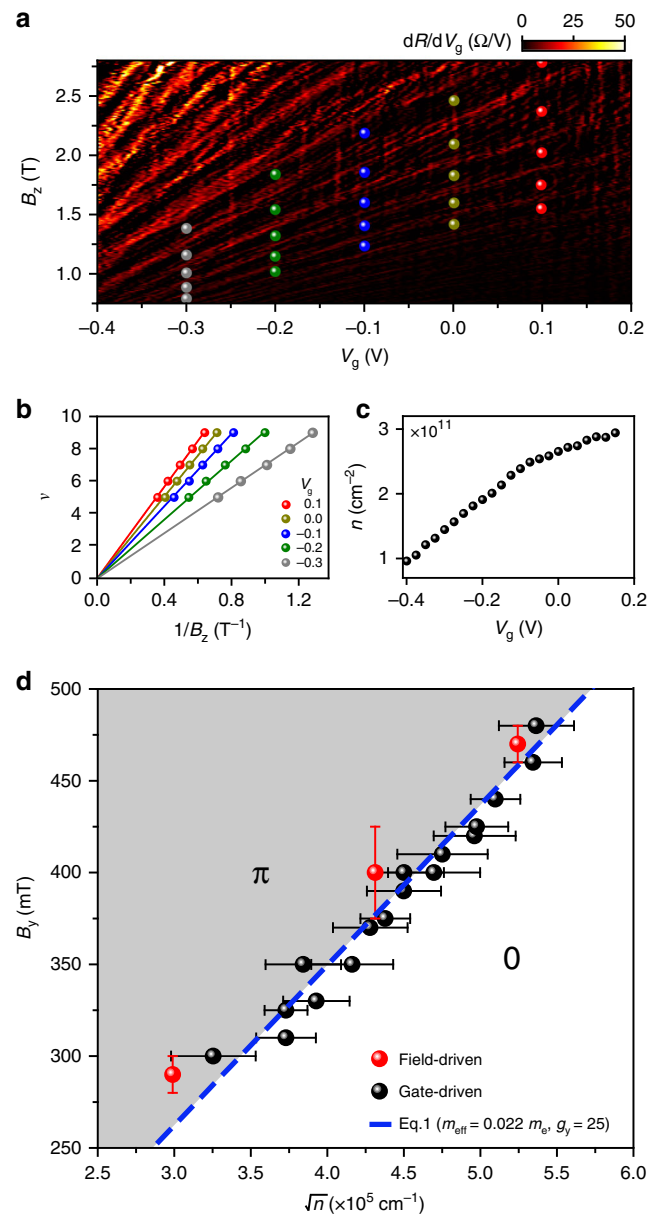 a
dR/dVg (Ω/V)
0 25 50
Bz (T)
2.5
2.0
1.5
1.0
−0.4 −0.3 −0.2 −0.1 0.0 0.1 0.2
Vg (V)
b
ν
10
8
6
4
2
0
0.0 0.4 0.8 1.2
1/Bz (T−1)
Vg
0.1
0.0
−0.1
−0.2
−0.3
c
×10^11
n (cm−2)
3
2
1
−0.4 −0.2 −0.0
Vg (V)
d
By (mT)
500
450
400
350
300
250
π
0
Field-driven
Gate-driven
Eq.1 (meff = 0.022 me, gy = 25)
2.5 3.0 3.5 4.0 4.5 5.0 5.5 6.0
√n (×10^5 cm−1)